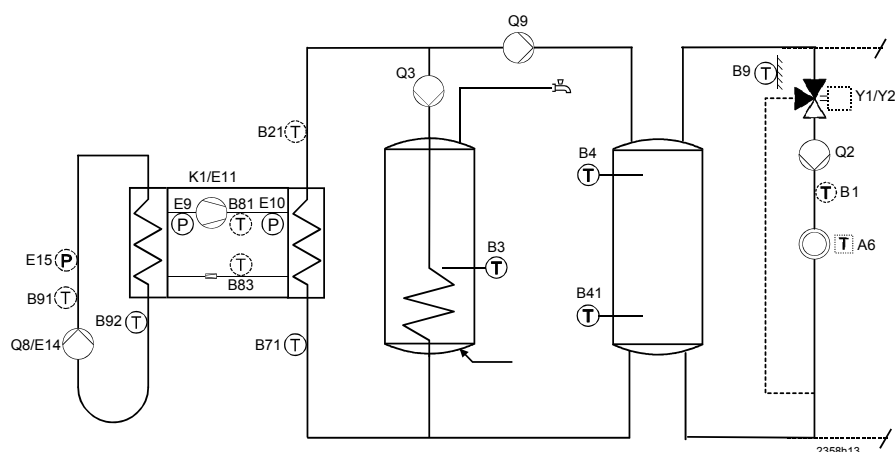 Q9
Q3
B9 T
Y1/Y2
B21 T
K1/E11
B4 T
Q2
E9 B81 E10
P T P
T B1
E15 P
T
B83
B3
T
T A6
B91 T
B92 T
B41
T
Q8/E14
B71 T
2358h13